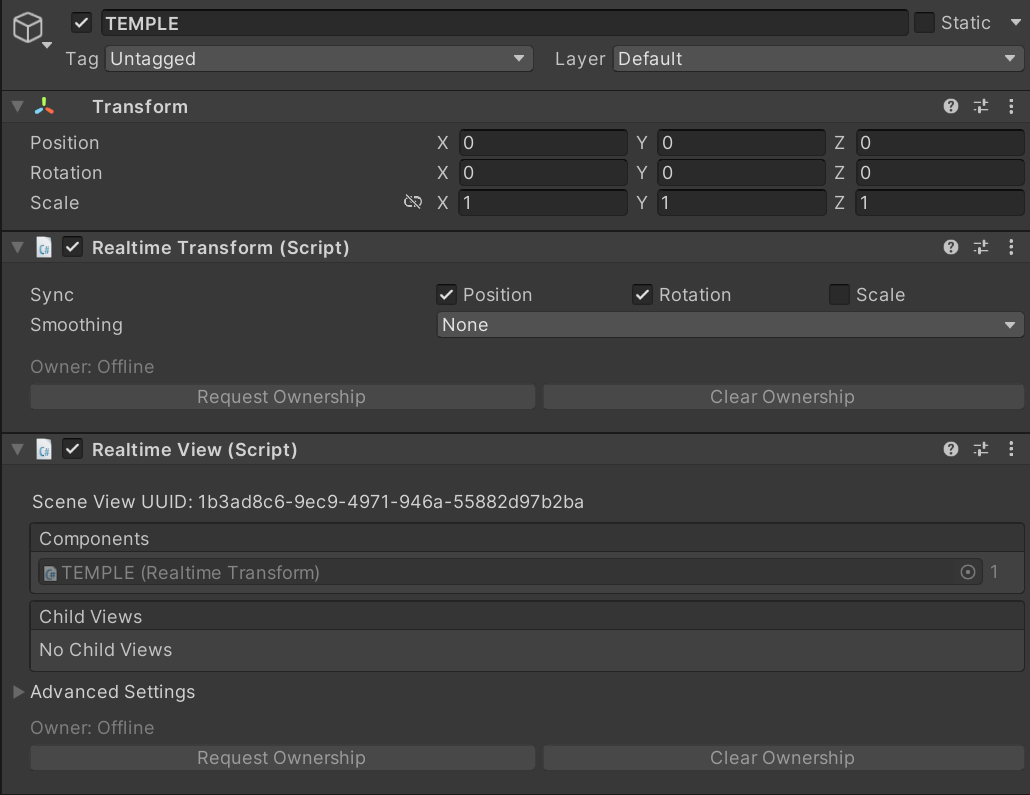 TEMPLE Static
Tag Untagged Layer Default
Transform
Position X 0 Y 0 Z 0
Rotation X 0 Y 0 Z 0
Scale X 1 Y 1 Z 1
Realtime Transform (Script)
Sync Position Rotation Scale
Smoothing None
Owner: Offline
Request Ownership Clear Ownership
Realtime View (Script)
Scene View UUID: 1b3ad8c6-9ec9-4971-946a-55882d97b2ba
Components
TEMPLE (Realtime Transform) 1
Child Views
No Child Views
Advanced Settings
Owner: Offline
Request Ownership Clear Ownership